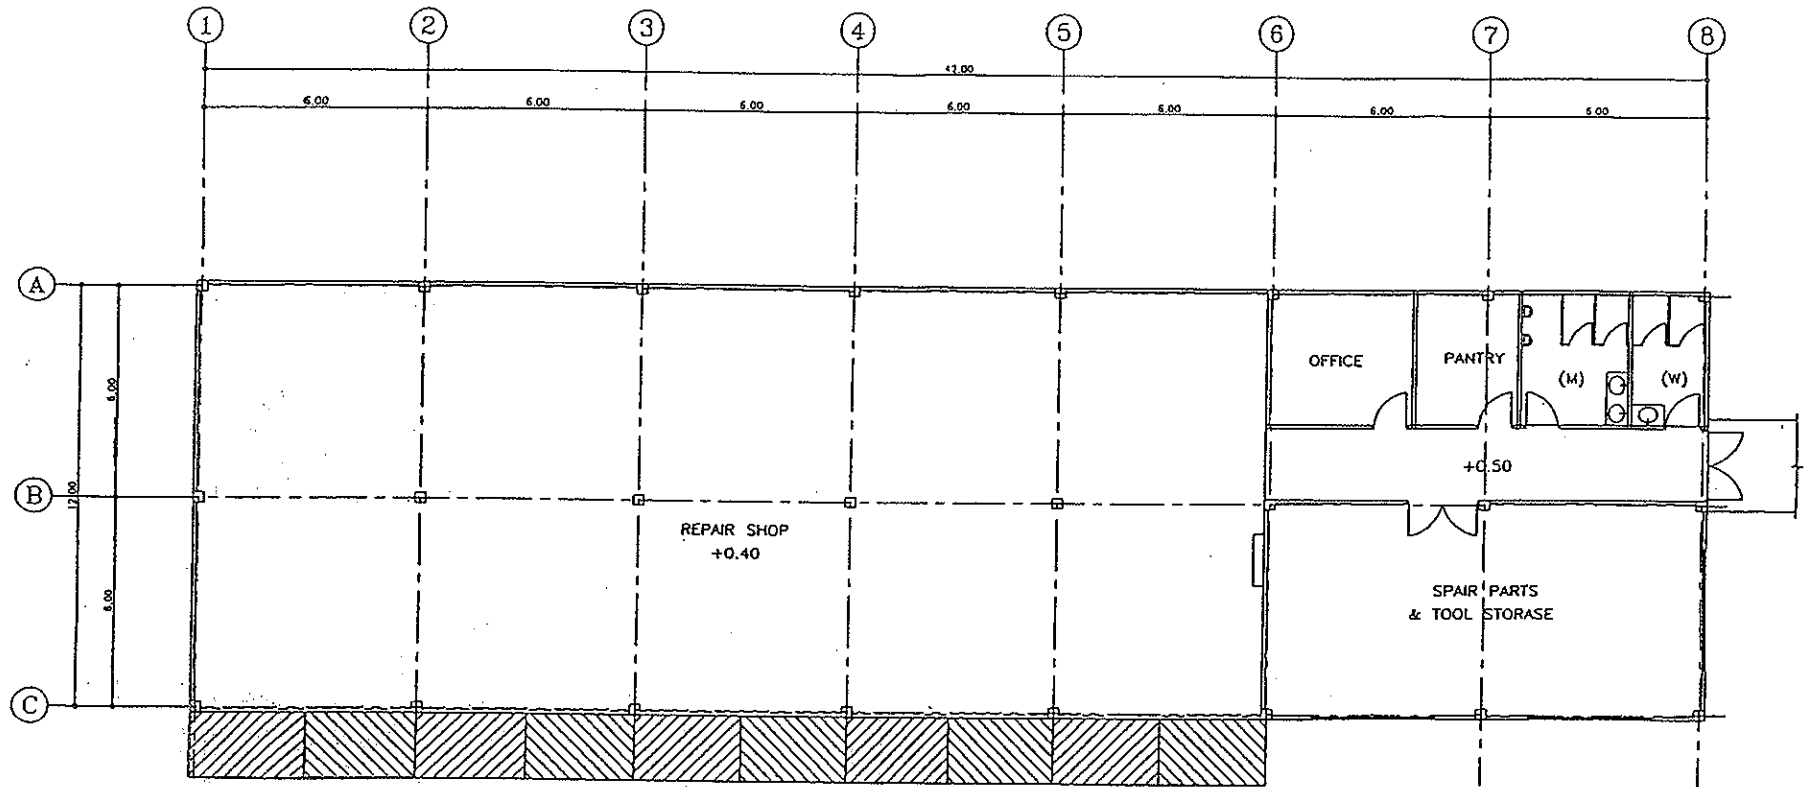 1 2 3 4 5 6 7 8
42.00
6.00 6.00 6.00 6.00 6.00 6.00 6.00
A
OFFICE PANTRY (M) (W)
6.00
+0.50
B
12.00
REPAIR SHOP
+0.40
6.00
SPAIR PARTS
& TOOL STORASE
C